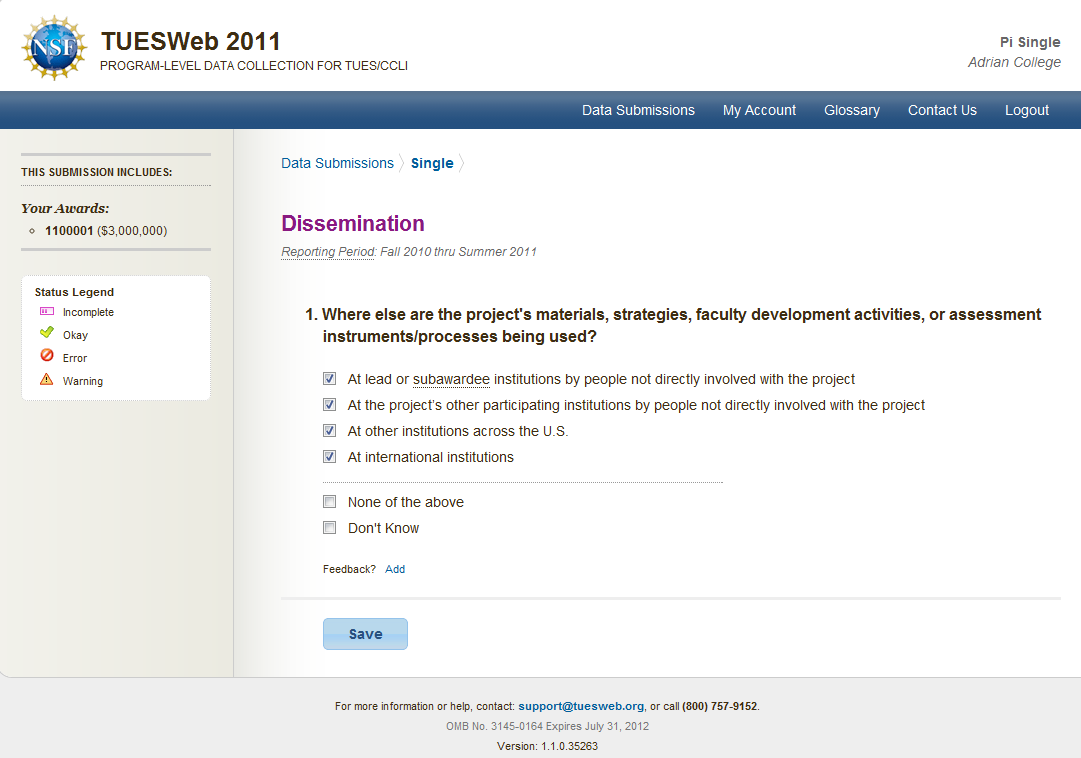 NSF
TUESWeb 2011
PROGRAM-LEVEL DATA COLLECTION FOR TUES/CCLI
Pi Single
Adrian College
Data Submissions My Account Glossary Contact Us Logout
THIS SUBMISSION INCLUDES:
Your Awards:
1100001 ($3,000,000)
Status Legend
Incomplete
Okay
Error
Warning
Data Submissions Single
Dissemination
Reporting Period: Fall 2010 thru Summer 2011
1. Where else are the project's materials, strategies, faculty development activities, or assessment
instruments/processes being used?
At lead or subawardee institutions by people not directly involved with the project
At the project's other participating institutions by people not directly involved with the project
At other institutions across the U.S.
At international institutions
None of the above
Don't Know
Feedback? Add
Save
For more information or help, contact: support@tuesweb.org, or call (800) 757-9152.
OMB No. 3145-0164 Expires July 31, 2012
Version: 1.1.0.35263